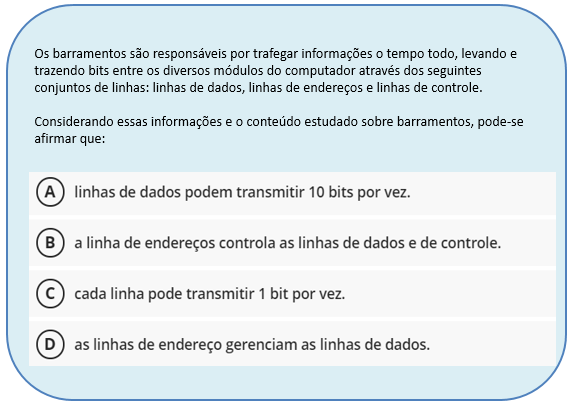 Os barramentos são responsáveis por trafegar informações o tempo todo, levando e
trazendo bits entre os diversos módulos do computador através dos seguintes
conjuntos de linhas: linhas de dados, linhas de endereços e linhas de controle.
Considerando essas informações e o conteúdo estudado sobre barramentos, pode-se
afirmar que:
A linhas de dados podem transmitir 10 bits por vez.
B a linha de endereços controla as linhas de dados e de controle.
C cada linha pode transmitir 1 bit por vez.
D as linhas de endereço gerenciam as linhas de dados.